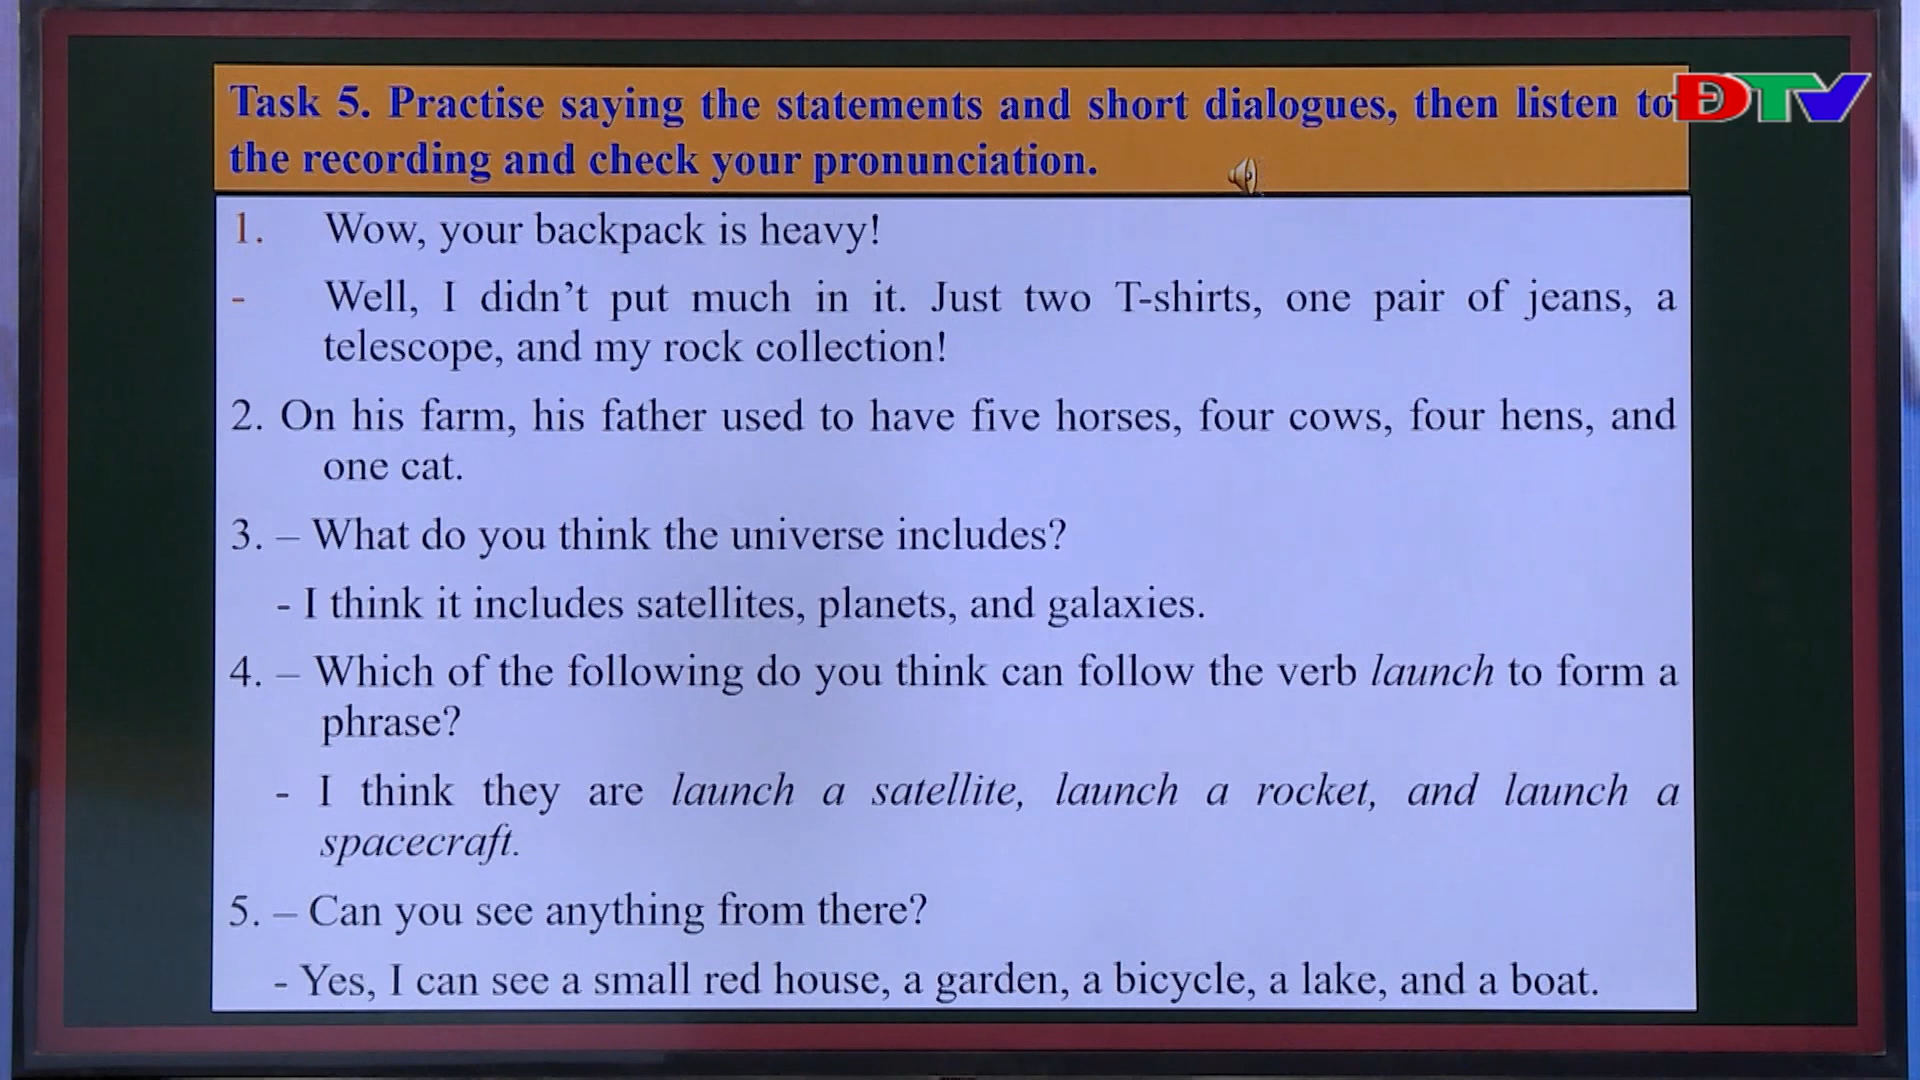 Task 5. Practise saying the statements and short dialogues, then listen to
ĐTV
the recording and check your pronunciation.
1. Wow, your backpack is heavy!
- Well, I didn’t put much in it. Just two T-shirts, one pair of jeans, a
telescope, and my rock collection!
2. On his farm, his father used to have five horses, four cows, four hens, and
one cat.
3. – What do you think the universe includes?
- I think it includes satellites, planets, and galaxies.
4. – Which of the following do you think can follow the verb launch to form a
phrase?
- I think they are launch a satellite, launch a rocket, and launch a
spacecraft.
5. – Can you see anything from there?
- Yes, I can see a small red house, a garden, a bicycle, a lake, and a boat.